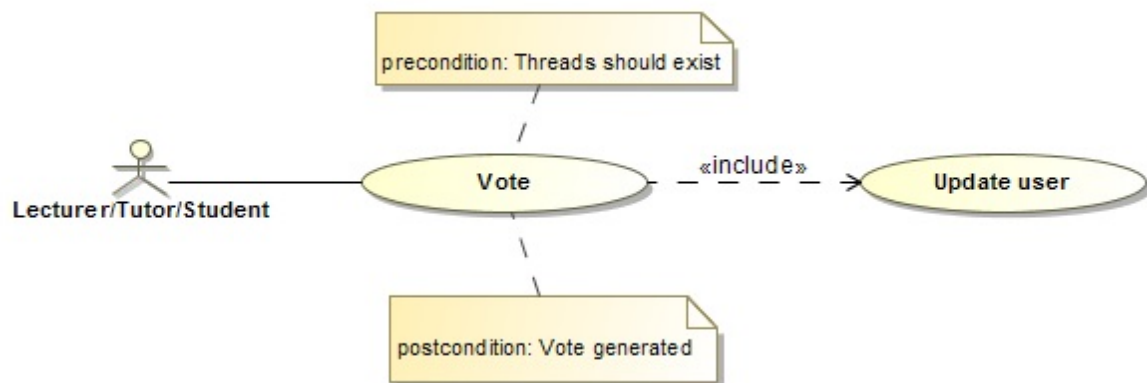 precondition: Threads should exist
Vote
«include»
Update user
Lecturer/Tutor/Student
postcondition: Vote generated